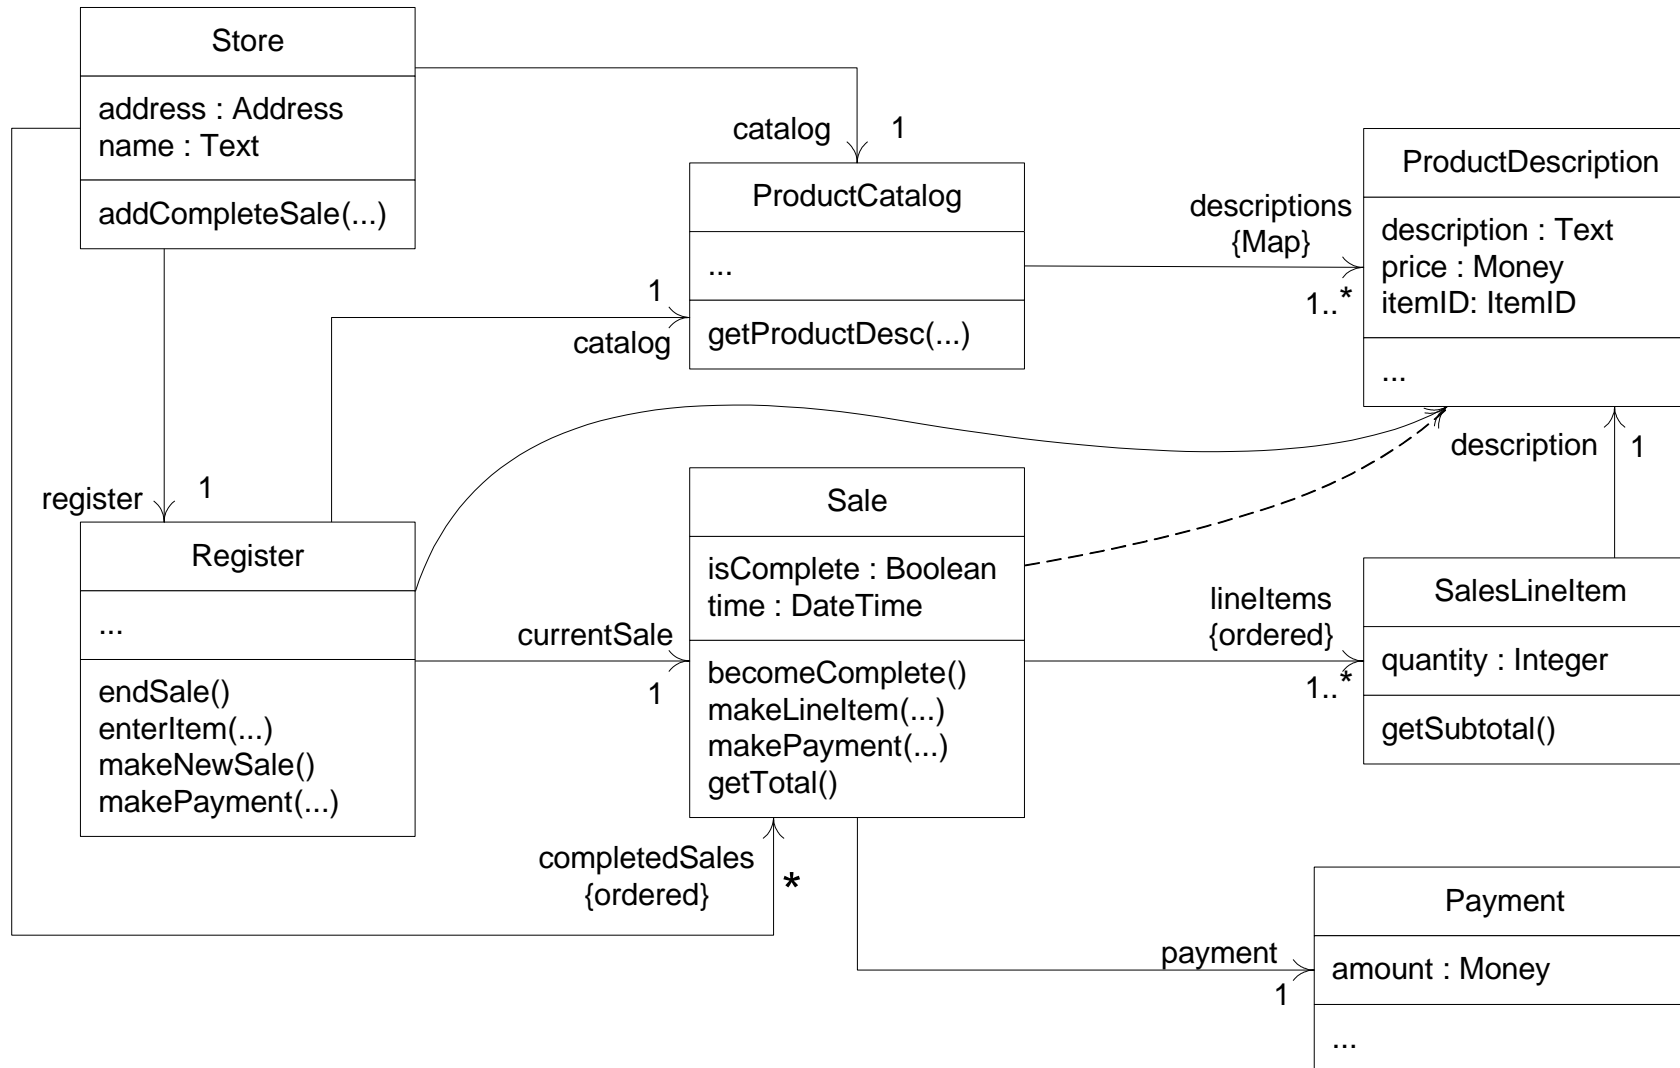 Store
address : Address
name : Text
addCompleteSale(...)
catalog
1
ProductCatalog
...
getProductDesc(...)
descriptions
{Map}
1..*
ProductDescription
description : Text
price : Money
itemID: ItemID
...
1
catalog
description
1
register
1
Register
...
endSale()
enterItem(...)
makeNewSale()
makePayment(...)
currentSale
1
Sale
isComplete : Boolean
time : DateTime
becomeComplete()
makeLineItem(...)
makePayment(...)
getTotal()
lineItems
{ordered}
1..*
SalesLineItem
quantity : Integer
getSubtotal()
completedSales
{ordered}
*
payment
1
Payment
amount : Money
...